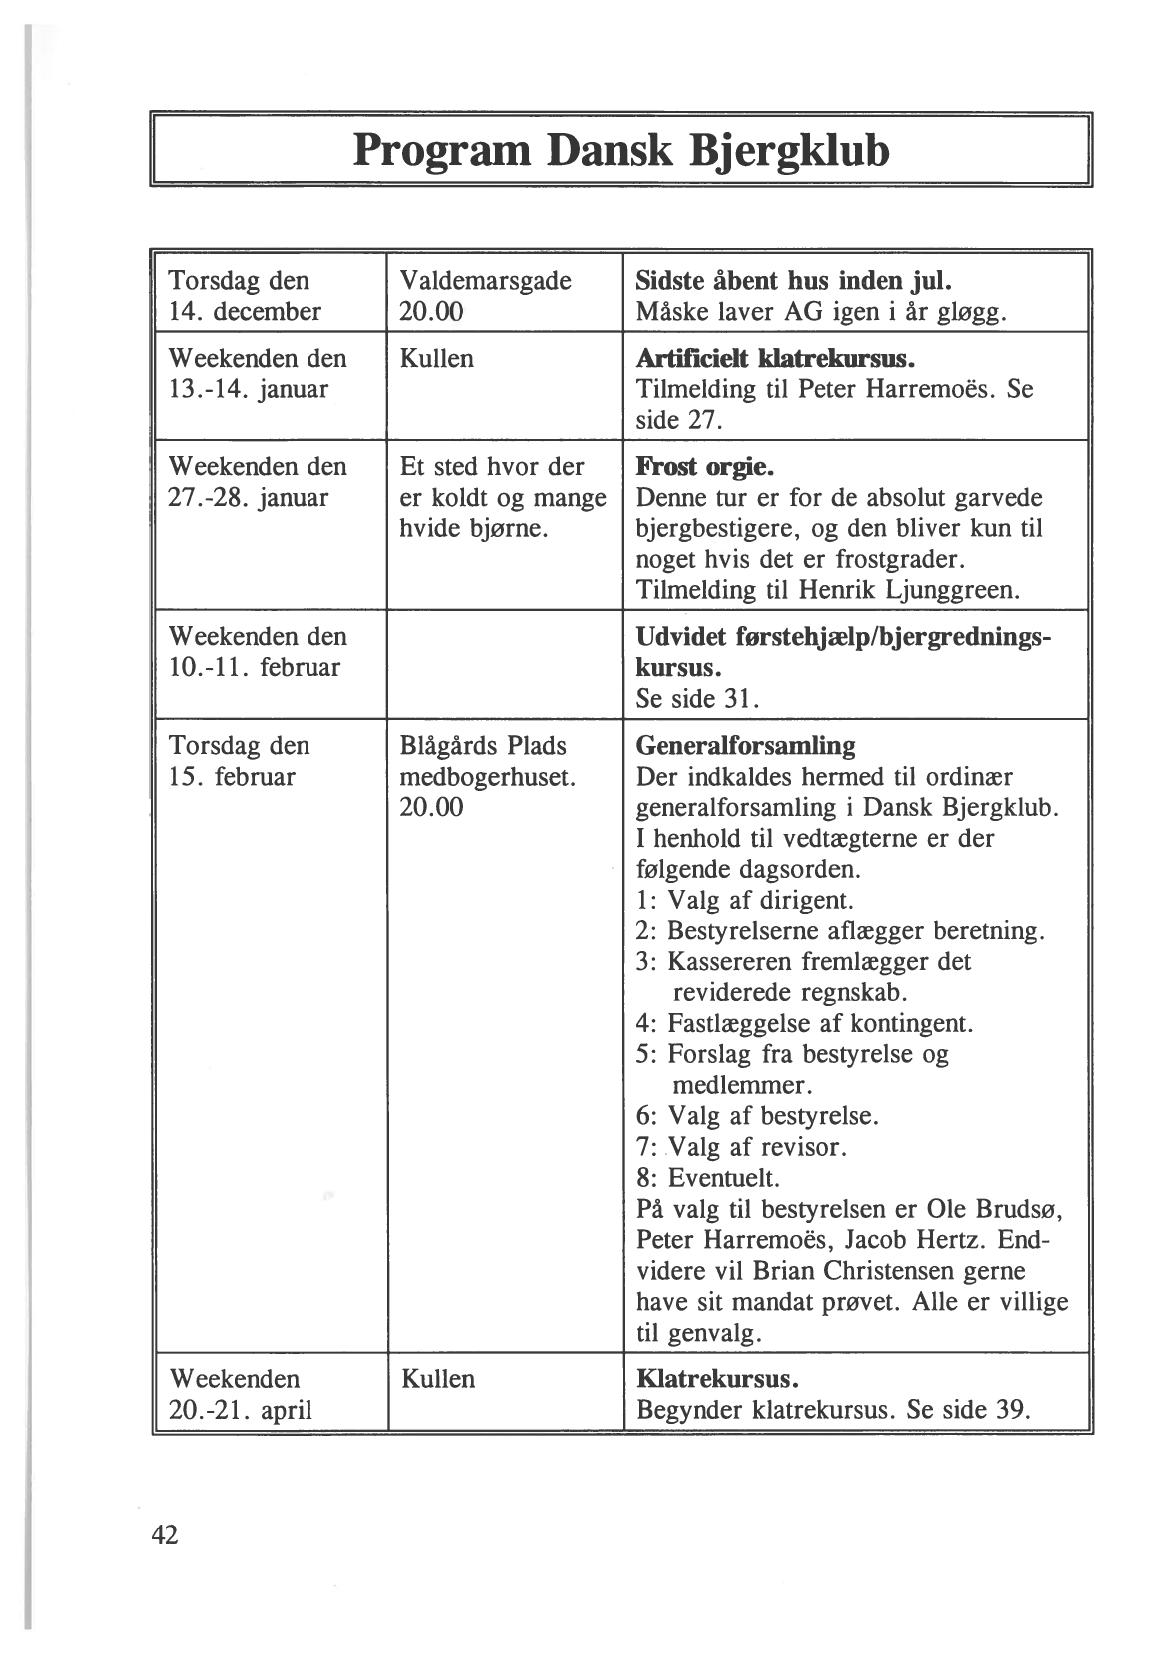 Program Dansk Bjergklub
Torsdag den
14. december
Valdemarsgade
20.00
Sidste åbent hus inden jul.
Måske laver AG igen i år gløgg.
Weekenden den
13.-14. januar
Kullen
Artificielt klatrekursus.
Tilmelding til Peter Harremoës. Se
side 27.
Weekenden den
27.-28. januar
Et sted hvor der
er koldt og mange
hvide bjørne.
Frost orgie.
Denne tur er for de absolut garvede
bjergbestigere, og den bliver kun til
noget hvis det er frostgrader.
Tilmelding til Henrik Ljunggreen.
Weekenden den
10.-11. februar
Udvidet førstehjælp/bjergrednings-
kursus.
Se side 31.
Torsdag den
15. februar
Blågårds Plads
medbogerhuset.
20.00
Generalforsamling
Der indkaldes hermed til ordinær
generalforsamling i Dansk Bjergklub.
I henhold til vedtægterne er der
følgende dagsorden.
1: Valg af dirigent.
2: Bestyrelserne aflægger beretning.
3: Kassereren fremlægger det
reviderede regnskab.
4: Fastlæggelse af kontingent.
5: Forslag fra bestyrelse og
medlemmer.
6: Valg af bestyrelse.
7: Valg af revisor.
8: Eventuelt.
På valg til bestyrelsen er Ole Brudsø,
Peter Harremoës, Jacob Hertz. End-
videre vil Brian Christensen gerne
have sit mandat prøvet. Alle er villige
til genvalg.
Weekenden
20.-21. april
Kullen
Klatrekursus.
Begynder klatrekursus. Se side 39.
42